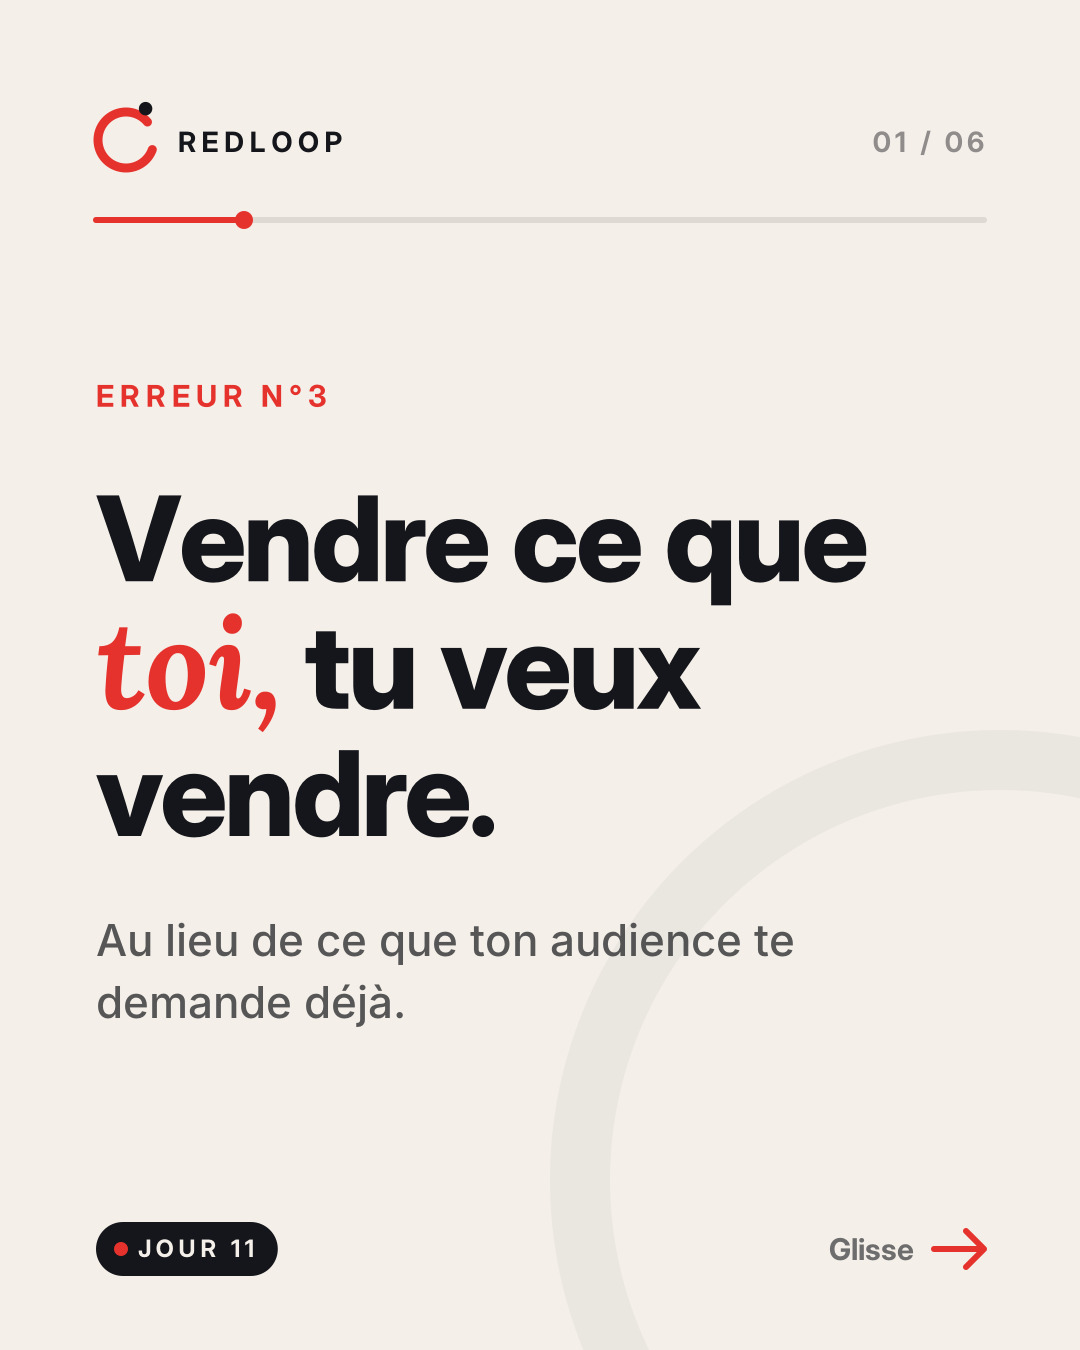 REDLOOP
01 / 06
ERREUR N°3
Vendre ce que
toi, tu veux
vendre.
Au lieu de ce que ton audience te
demande déjà.
JOUR 11
Glisse